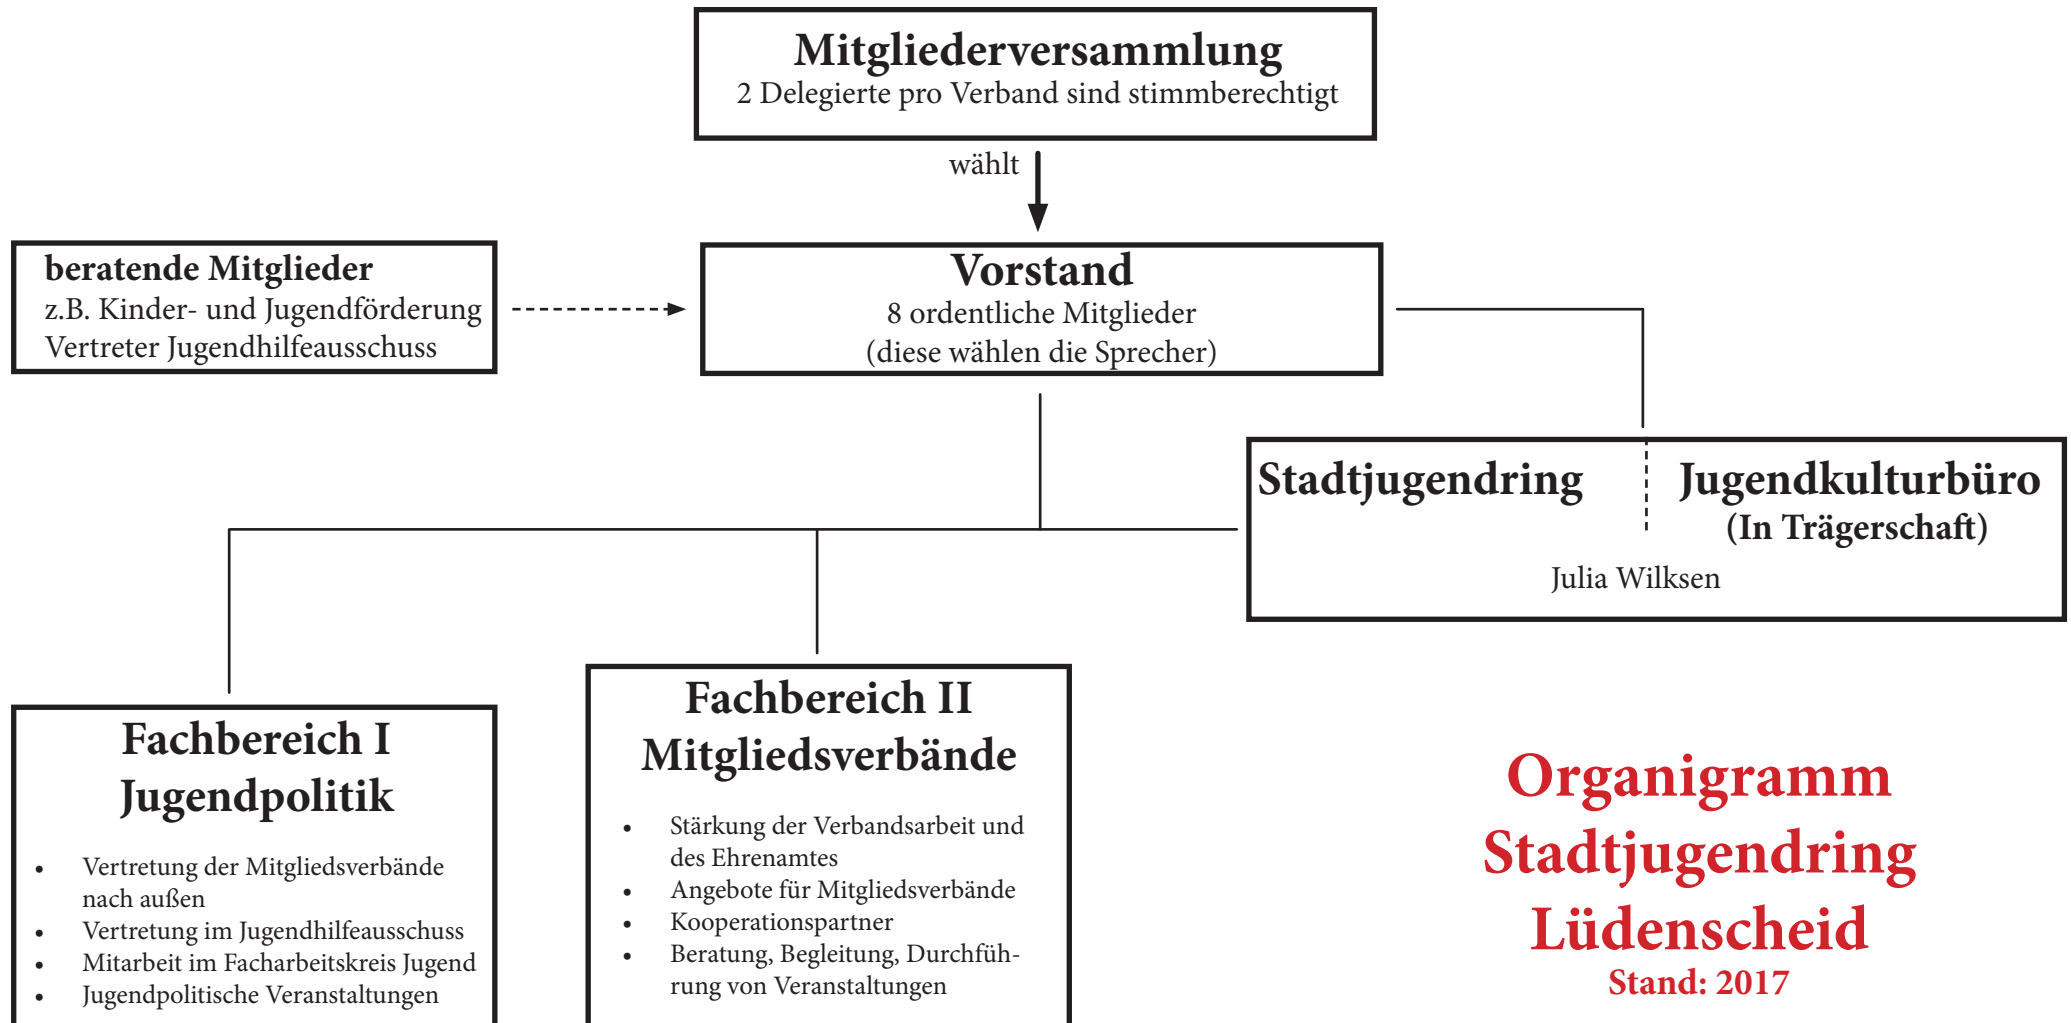 Mitgliederversammlung
2 Delegierte pro Verband sind stimmberechtigt
wählt
beratende Mitglieder
z.B. Kinder- und Jugendförderung
Vertreter Jugendhilfeausschuss
Vorstand
8 ordentliche Mitglieder
(diese wählen die Sprecher)
Stadtjugendring
Jugendkulturbüro
(In Trägerschaft)
Julia Wilksen
Fachbereich I
Jugendpolitik
• Vertretung der Mitgliedsverbände
nach außen
• Vertretung im Jugendhilfeausschuss
• Mitarbeit im Facharbeitskreis Jugend
• Jugendpolitische Veranstaltungen
Fachbereich II
Mitgliedsverbände
• Stärkung der Verbandsarbeit und
des Ehrenamtes
• Angebote für Mitgliedsverbände
• Kooperationspartner
• Beratung, Begleitung, Durchfüh-
rung von Veranstaltungen
Organigramm
Stadtjugendring
Lüdenscheid
Stand: 2017